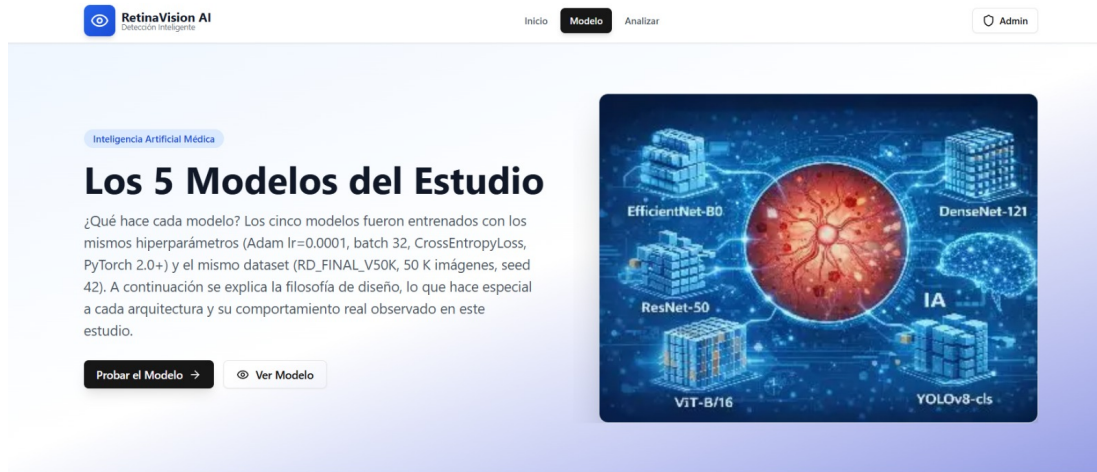 RetinaVision AI
Detección Inteligente
Inicio
Modelo
Analizar
Admin
Inteligencia Artificial Médica
Los 5 Modelos del Estudio
¿Qué hace cada modelo? Los cinco modelos fueron entrenados con los
mismos hiperparámetros (Adam lr=0.0001, batch 32, CrossEntropyLoss,
PyTorch 2.0+) y el mismo dataset (RD_FINAL_V50K, 50 K imágenes, seed
42). A continuación se explica la filosofía de diseño, lo que hace especial
a cada arquitectura y su comportamiento real observado en este
estudio.
Probar el Modelo →
Ver Modelo
EfficientNet-B0
DenseNet-121
ResNet-50
IA
ViT-B/16
YOLOv8-cls